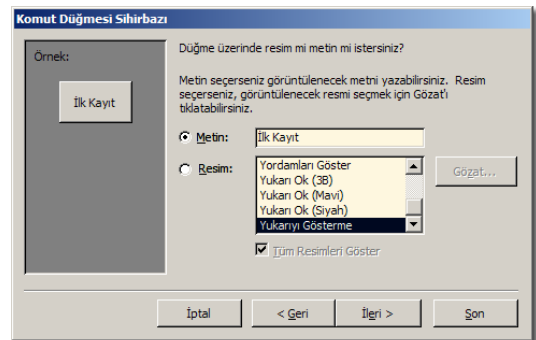 Komut Düğmesi Sihirbazı
Örnek:
İlk Kayıt
Düğme üzerinde resim mi metin mi istersiniz?
Metin seçerseniz görüntülenecek metni yazabilirsiniz. Resim
seçerseniz, görüntülenecek resmi seçmek için Gözat'ı
tıklatabilirsiniz.
Metin:
İlk Kayıt
Resim:
Yordamları Göster
Yukarı Ok (3B)
Yukarı Ok (Mavi)
Yukarı Ok (Siyah)
Yukarıyı Gösterme
Gözat...
Tüm Resimleri Göster
İptal
< Geri
İleri >
Son